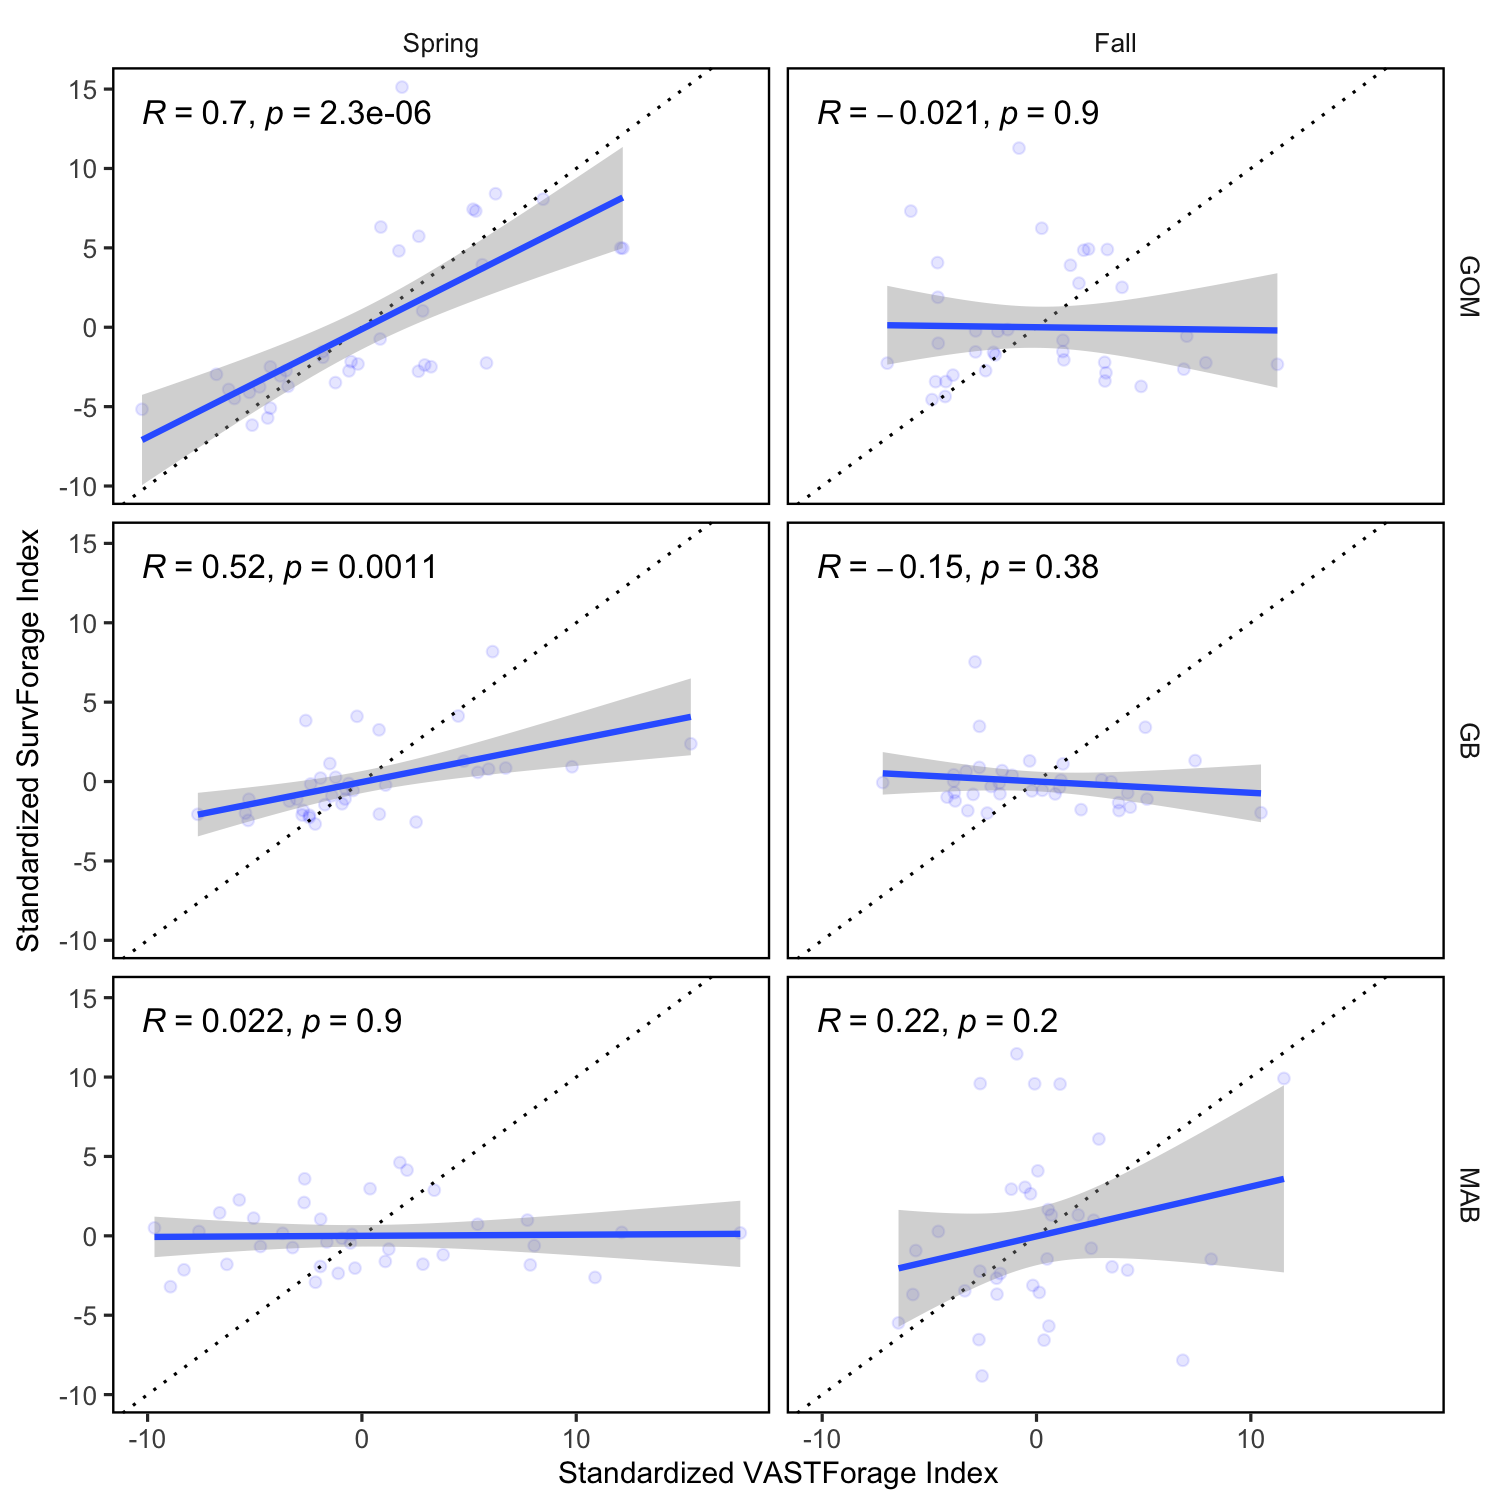 Spring
Fall
R = 0.7, p = 2.3e-06
R = −0.021, p = 0.9
15
10
5
0
-5
-10
GOM
R = 0.52, p = 0.0011
R = −0.15, p = 0.38
15
10
5
0
-5
-10
GB
R = 0.022, p = 0.9
R = 0.22, p = 0.2
15
10
5
0
-5
-10
MAB
Standardized SurvForage Index
-10 0 10
-10 0 10
Standardized VASTForage Index